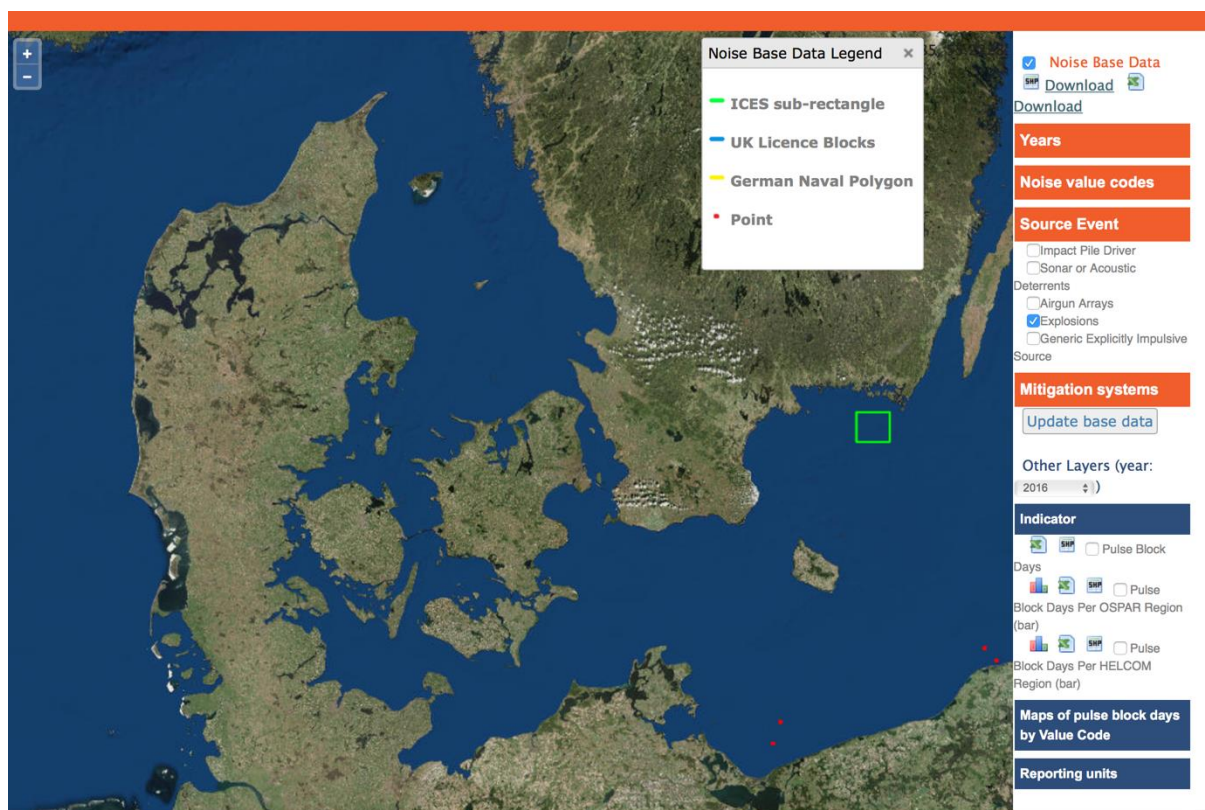 +
−
Noise Base Data Legend ×
ICES sub-rectangle
UK Licence Blocks
German Naval Polygon
Point
Noise Base Data
SHP Download
Download
Years
Noise value codes
Source Event
Impact Pile Driver
Sonar or Acoustic
Deterrents
Airgun Arrays
Explosions
Generic Explicitly Impulsive
Source
Mitigation systems
Update base data
Other Layers (year:
2016 )
Indicator
SHP Pulse Block
Days
SHP Pulse
Block Days Per OSPAR Region
(bar)
SHP Pulse
Block Days Per HELCOM
Region (bar)
Maps of pulse block days
by Value Code
Reporting units